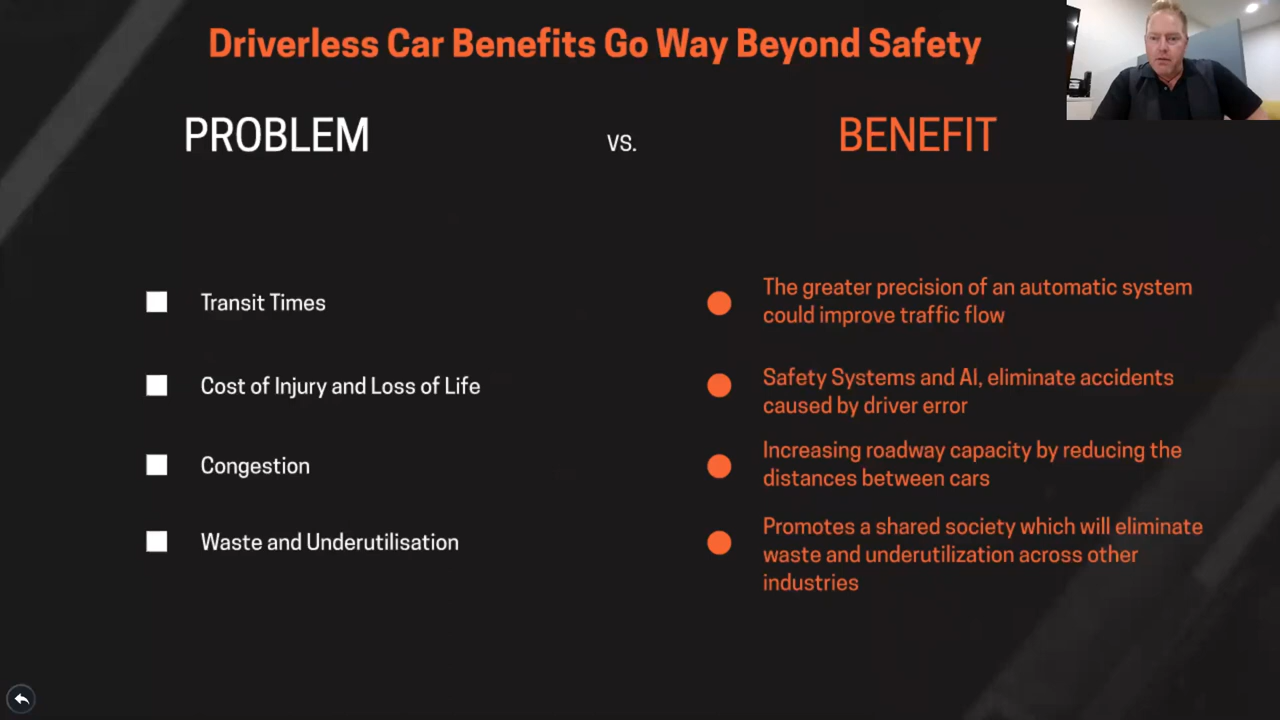 Driverless Car Benefits Go Way Beyond Safety
PROBLEM
vs.
BENEFIT
Transit Times
The greater precision of an automatic system
could improve traffic flow
Cost of Injury and Loss of Life
Safety Systems and AI, eliminate accidents
caused by driver error
Congestion
Increasing roadway capacity by reducing the
distances between cars
Waste and Underutilisation
Promotes a shared society which will eliminate
waste and underutilization across other
industries